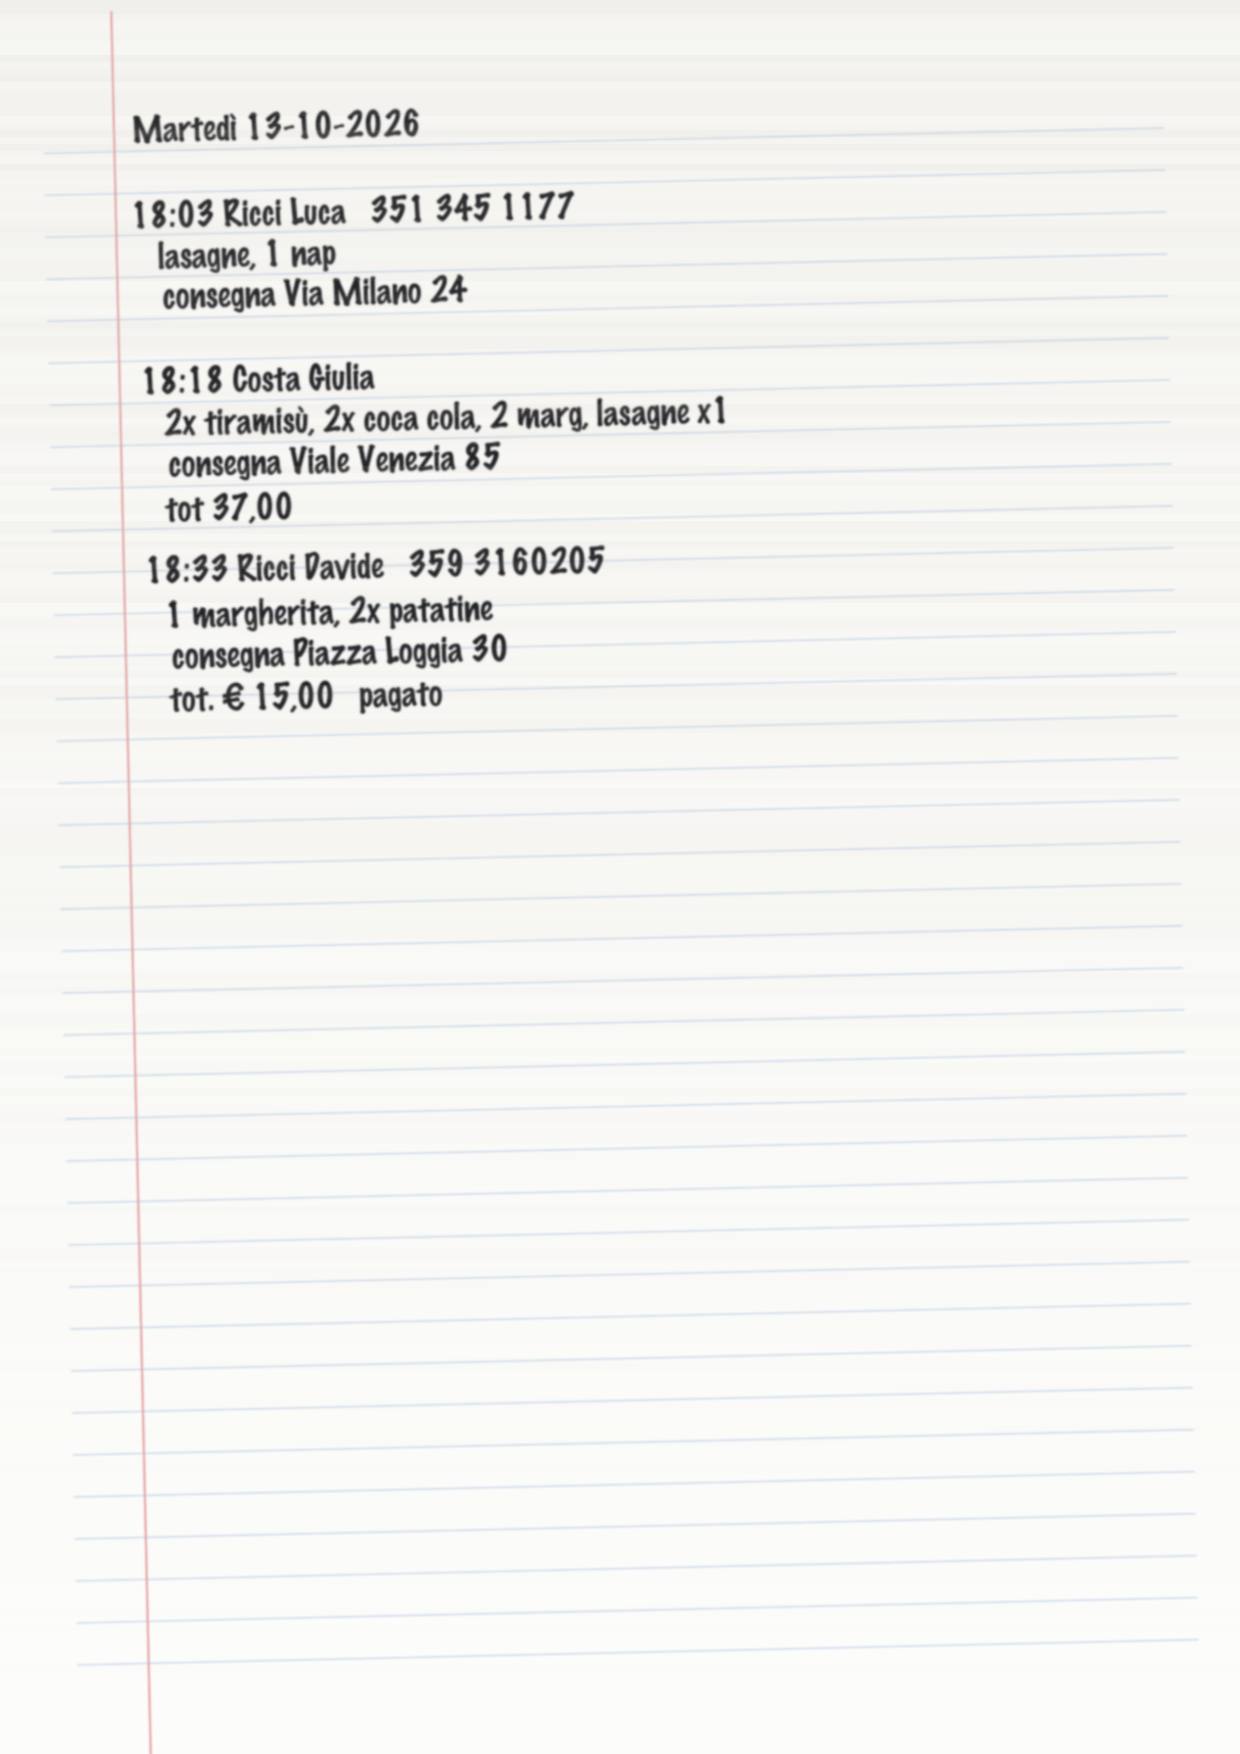 Martedì 13-10-2026
18:03 Ricci Luca 351 345 1177
lasagne, 1 nap
consegna Via Milano 24
18:18 Costa Giulia
2x tiramisù, 2x coca cola, 2 marg, lasagne x1
consegna Viale Venezia 85
tot 37,00
18:33 Ricci Davide 359 3160205
1 margherita, 2x patatine
consegna Piazza Loggia 30
tot. € 15,00 pagato